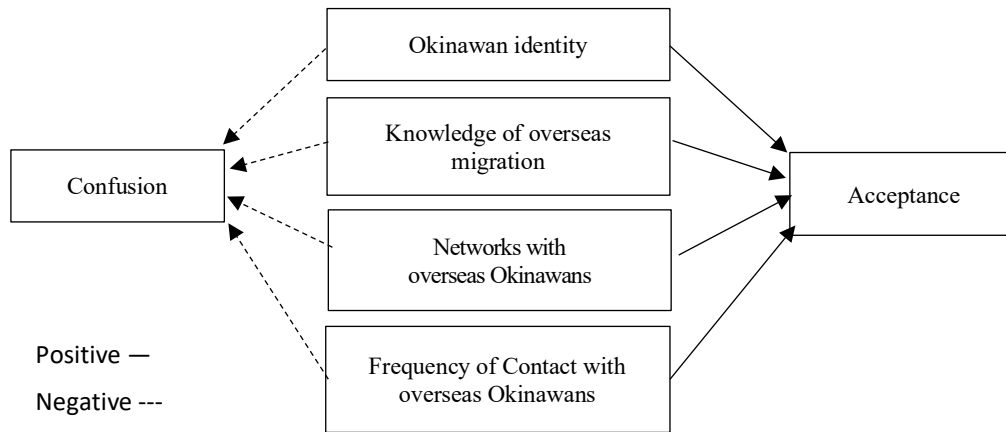 Okinawan identity
Knowledge of overseas
migration
Confusion
Acceptance
Networks with
overseas Okinawans
Positive —
Negative ---
Frequency of Contact with
overseas Okinawans